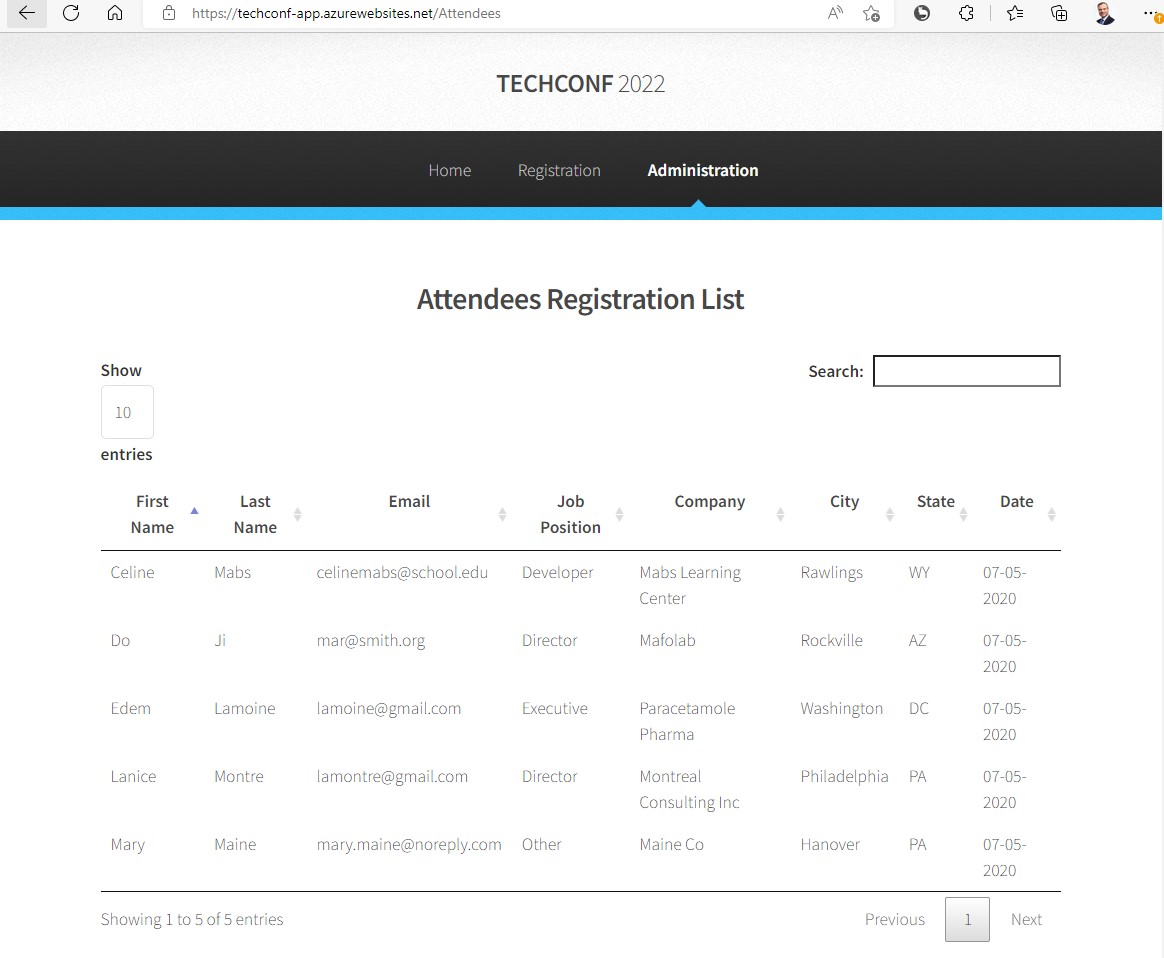 https://techconf-app.azurewebsites.net/Attendees
TECHCONF 2022
Home Registration Administration
Attendees Registration List
Show
Search:
10
entries
First Name Last Name Email Job Position Company City State Date
Celine Mabs celinemabs@school.edu Developer Mabs Learning Center Rawlings WY 07-05-2020
Do Ji mar@smith.org Director Mafolab Rockville AZ 07-05-2020
Edem Lamoine lamoine@gmail.com Executive Paracetamole Pharma Washington DC 07-05-2020
Lanice Montre lamontre@gmail.com Director Montreal Consulting Inc Philadelphia PA 07-05-2020
Mary Maine mary.maine@noreply.com Other Maine Co Hanover PA 07-05-2020
Showing 1 to 5 of 5 entries Previous 1 Next